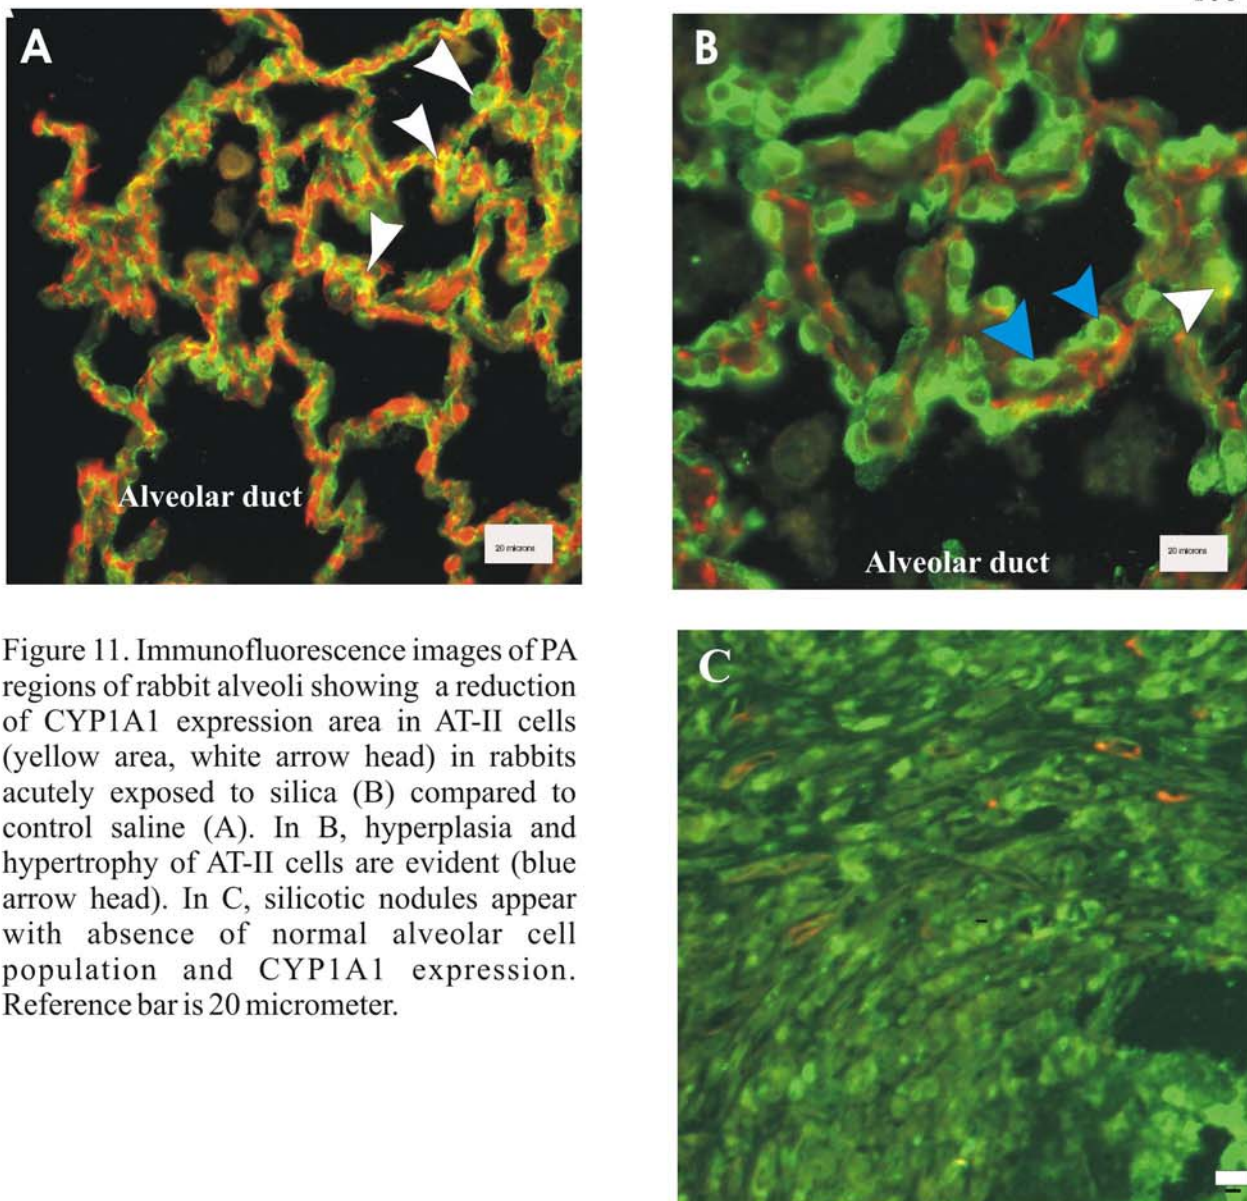 A
B
Alveolar duct
20 microns
Alveolar duct
20 microns
Figure 11. Immunofluorescence images of PA
regions of rabbit alveoli showing a reduction
of CYP1A1 expression area in AT-II cells
(yellow area, white arrow head) in rabbits
acutely exposed to silica (B) compared to
control saline (A). In B, hyperplasia and
hypertrophy of AT-II cells are evident (blue
arrow head). In C, silicotic nodules appear
with absence of normal alveolar cell
population and CYP1A1 expression.
Reference bar is 20 micrometer.
C